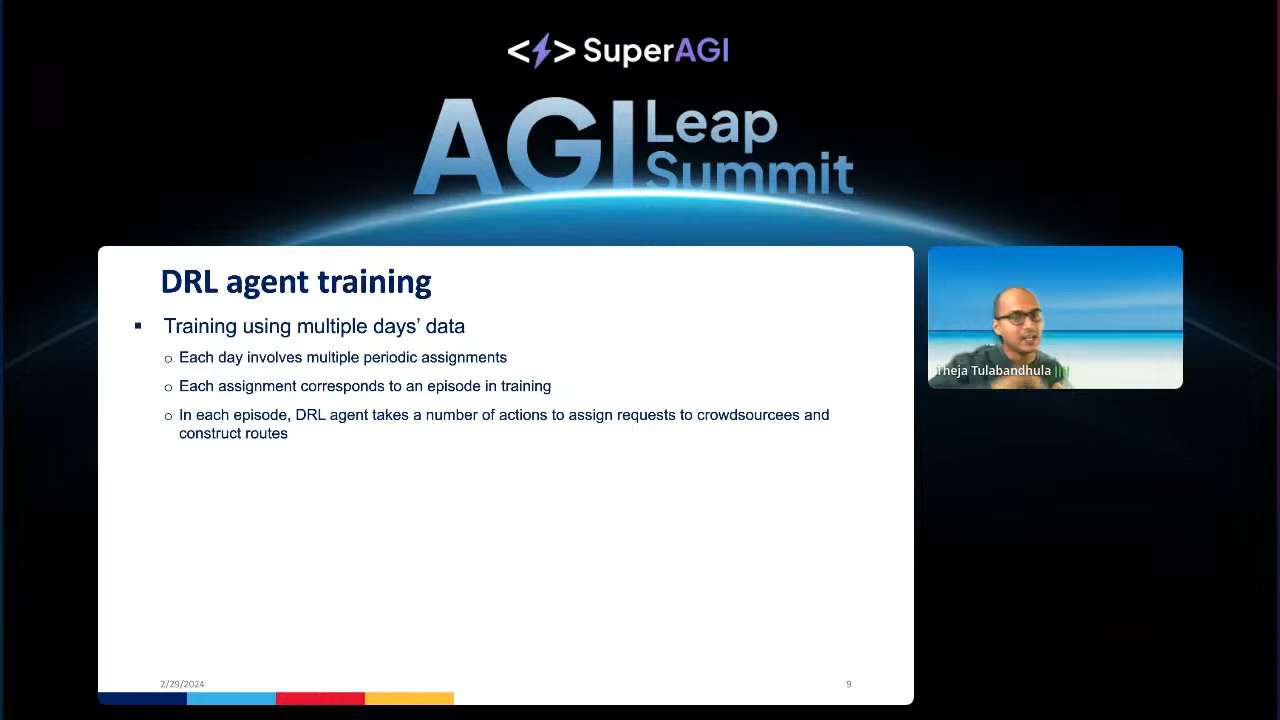 <⚡> SuperAGI
AGI Leap Summit
DRL agent training
▪ Training using multiple days’ data
o Each day involves multiple periodic assignments
o Each assignment corresponds to an episode in training
o In each episode, DRL agent takes a number of actions to assign requests to crowdsourcees and
construct routes
Theja Tulabandhula
2/29/2024
9